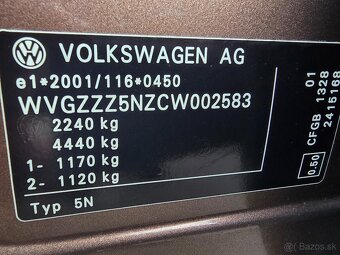 VOLKSWAGEN AG
e1*2001/116*0450
WVGZZZ5NZCW002583
2240 kg
4440 kg
1- 1170 kg
2- 1120 kg
Typ 5N
01
CFGB 1328
2415168
0.50
Bazos.sk